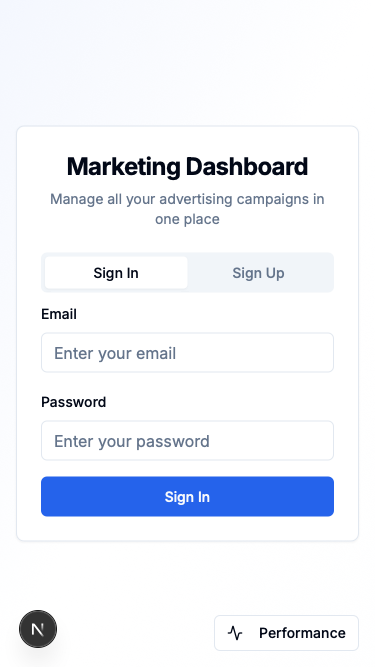 Marketing Dashboard
Manage all your advertising campaigns in
one place
Sign In
Sign Up
Email
Enter your email
Password
Enter your password
Sign In
N
Performance